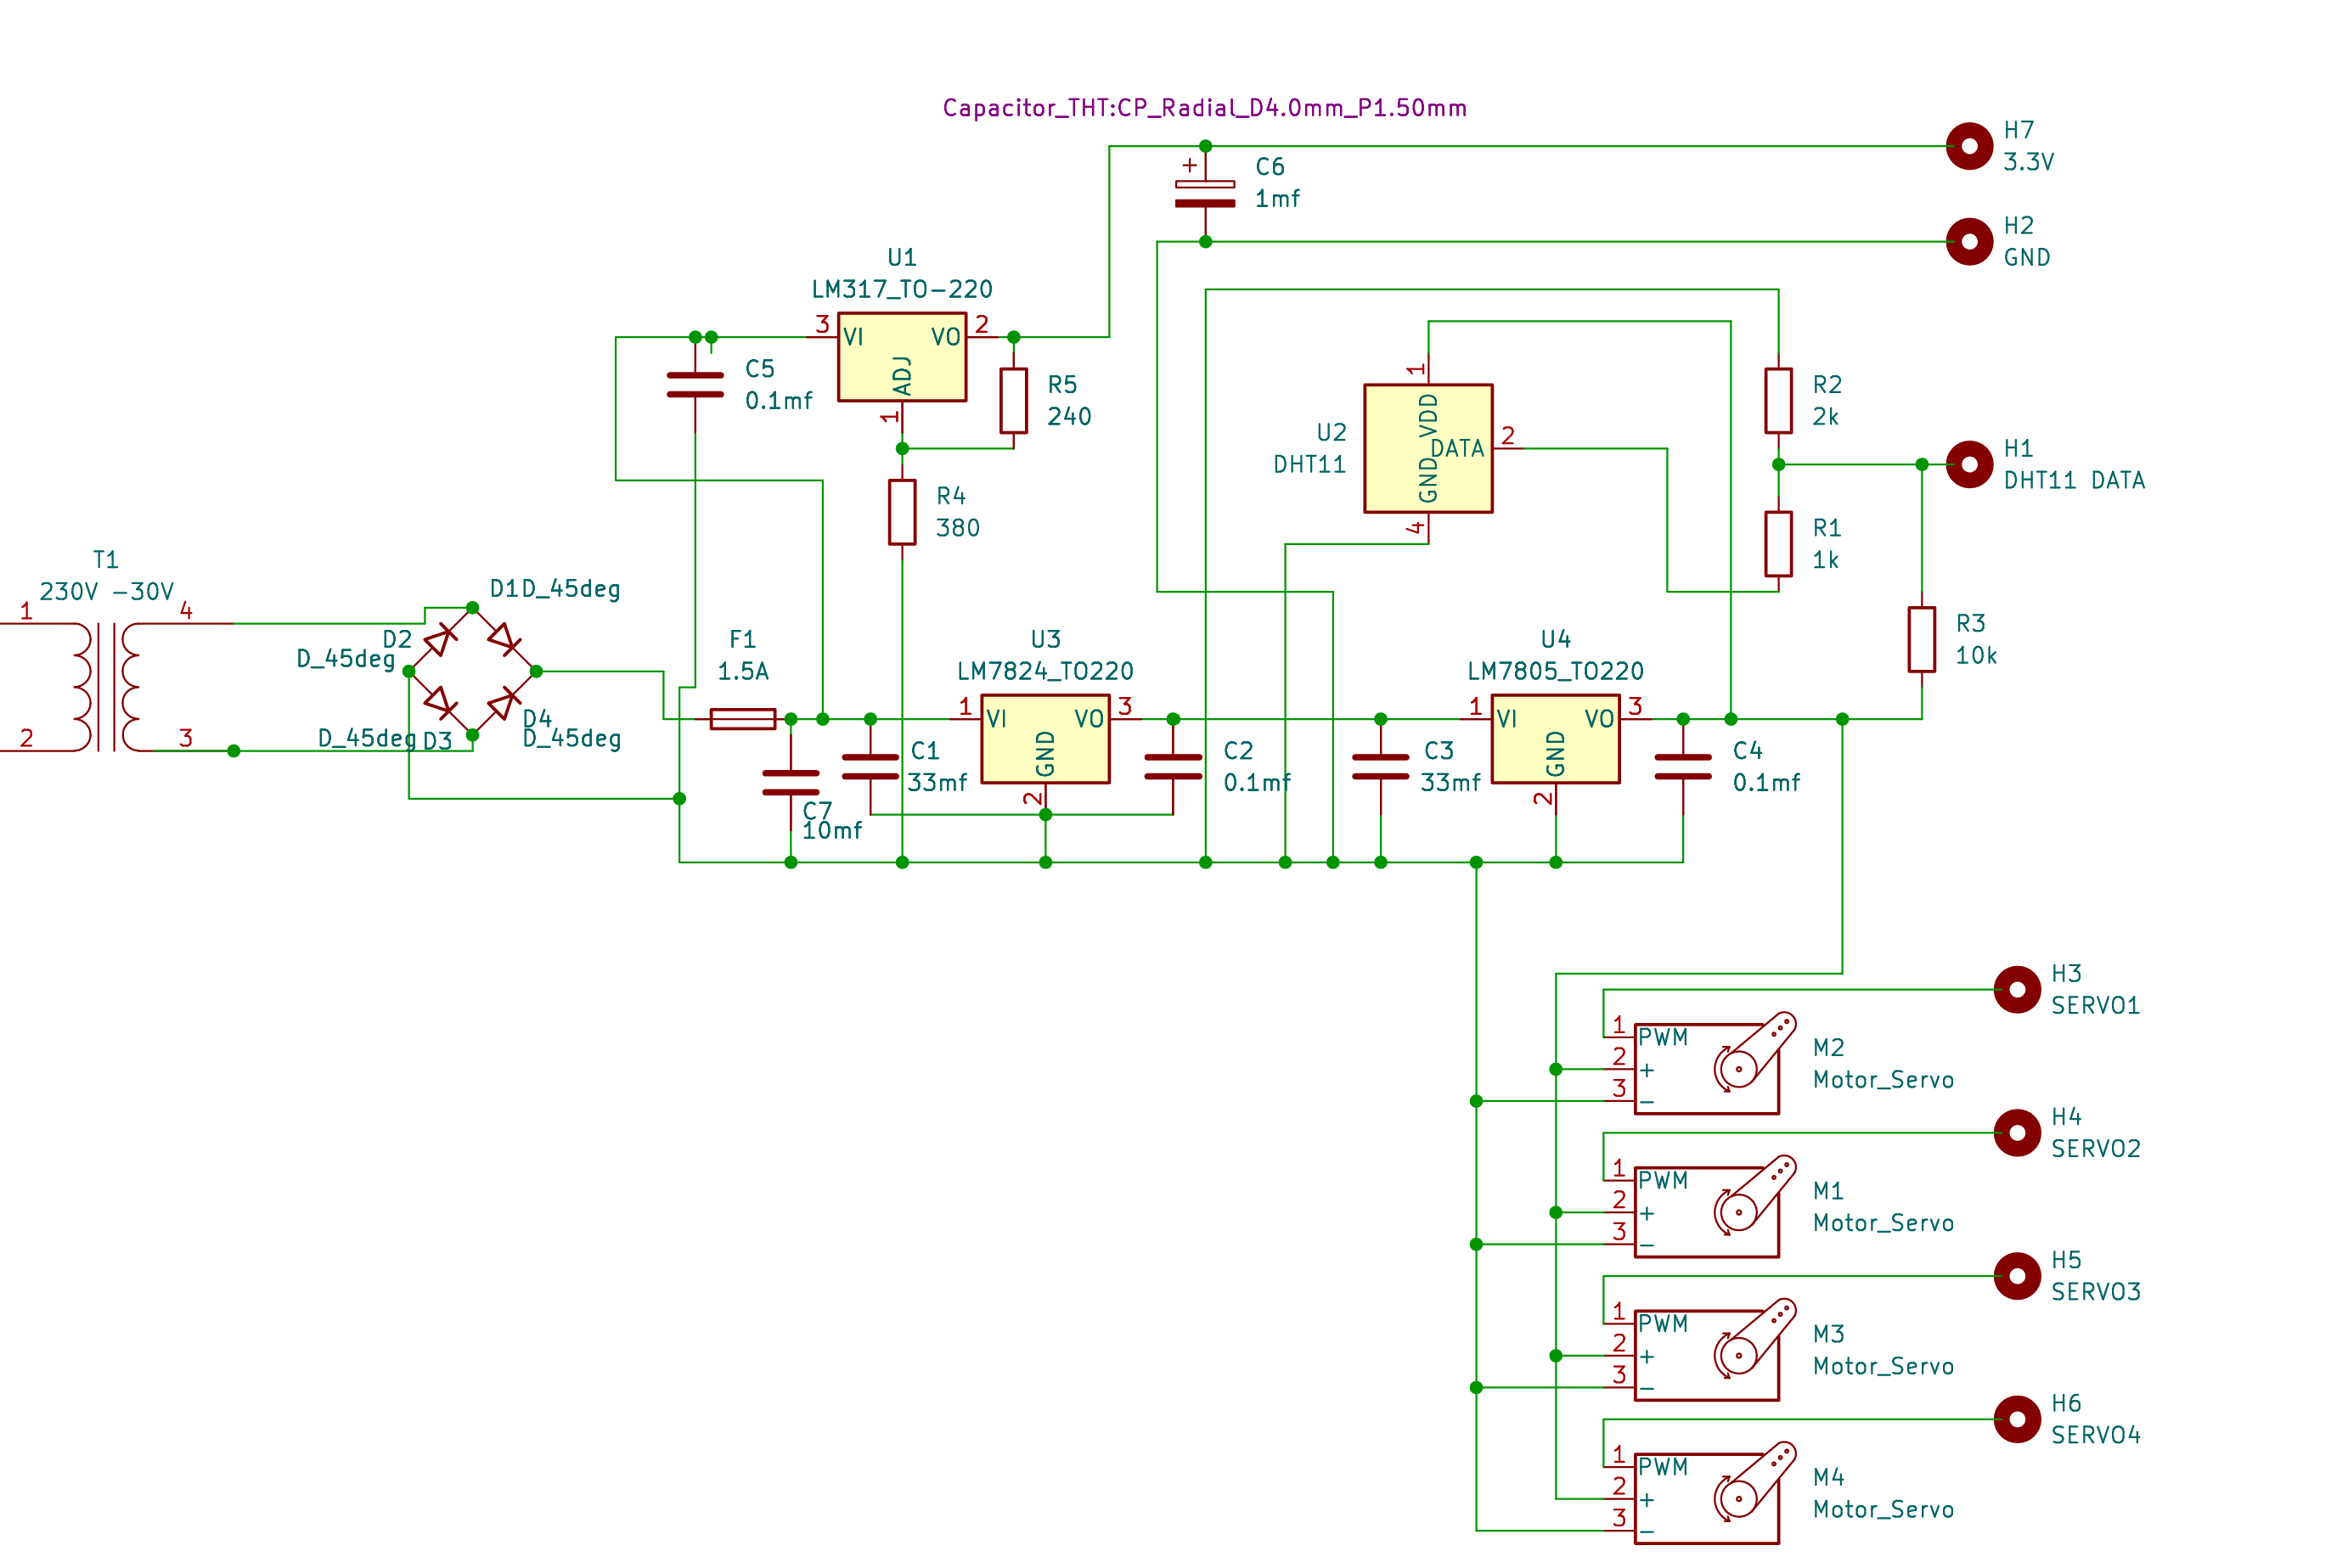 Capacitor_THT:CP_Radial_D4.0mm_P1.50mm
H7
3.3V
+
C6
1mf
H2
GND
U1
LM317_TO-220
3
VI
VO
2
ADJ
1
C5
0.1mf
R5
240
R4
380
1
VDD
U2
DHT11
DATA
2
GND
4
R2
2k
H1
DHT11 DATA
R1
1k
R3
10k
T1
230V -30V
1
4
2
3
D1D_45deg
D2
D_45deg
D4
D_45deg
D_45deg
D3
F1
1.5A
U3
LM7824_TO220
1
VI
VO
3
GND
2
U4
LM7805_TO220
1
VI
VO
3
GND
2
C1
33mf
C2
0.1mf
C3
33mf
C4
0.1mf
C7
10mf
H3
SERVO1
1
PWM
2
+
3
−
M2
Motor_Servo
H4
SERVO2
1
PWM
2
+
3
−
M1
Motor_Servo
H5
SERVO3
1
PWM
2
+
3
−
M3
Motor_Servo
H6
SERVO4
1
PWM
2
+
3
−
M4
Motor_Servo